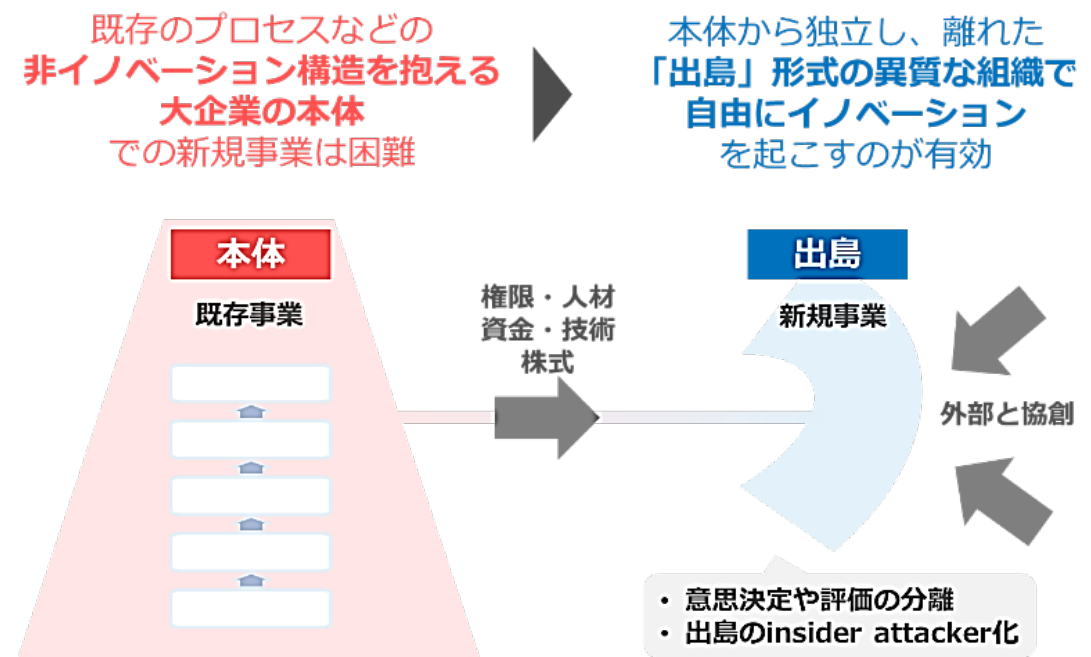 既存のプロセスなどの
非イノベーション構造を抱える
大企業の本体
での新規事業は困難
本体から独立し、離れた
「出島」形式の異質な組織で
自由にイノベーション
を起こすのが有効
本体
既存事業
権限・人材
資金・技術
株式
出島
新規事業
外部と協創
・ 意思決定や評価の分離
・ 出島のinsider attacker化